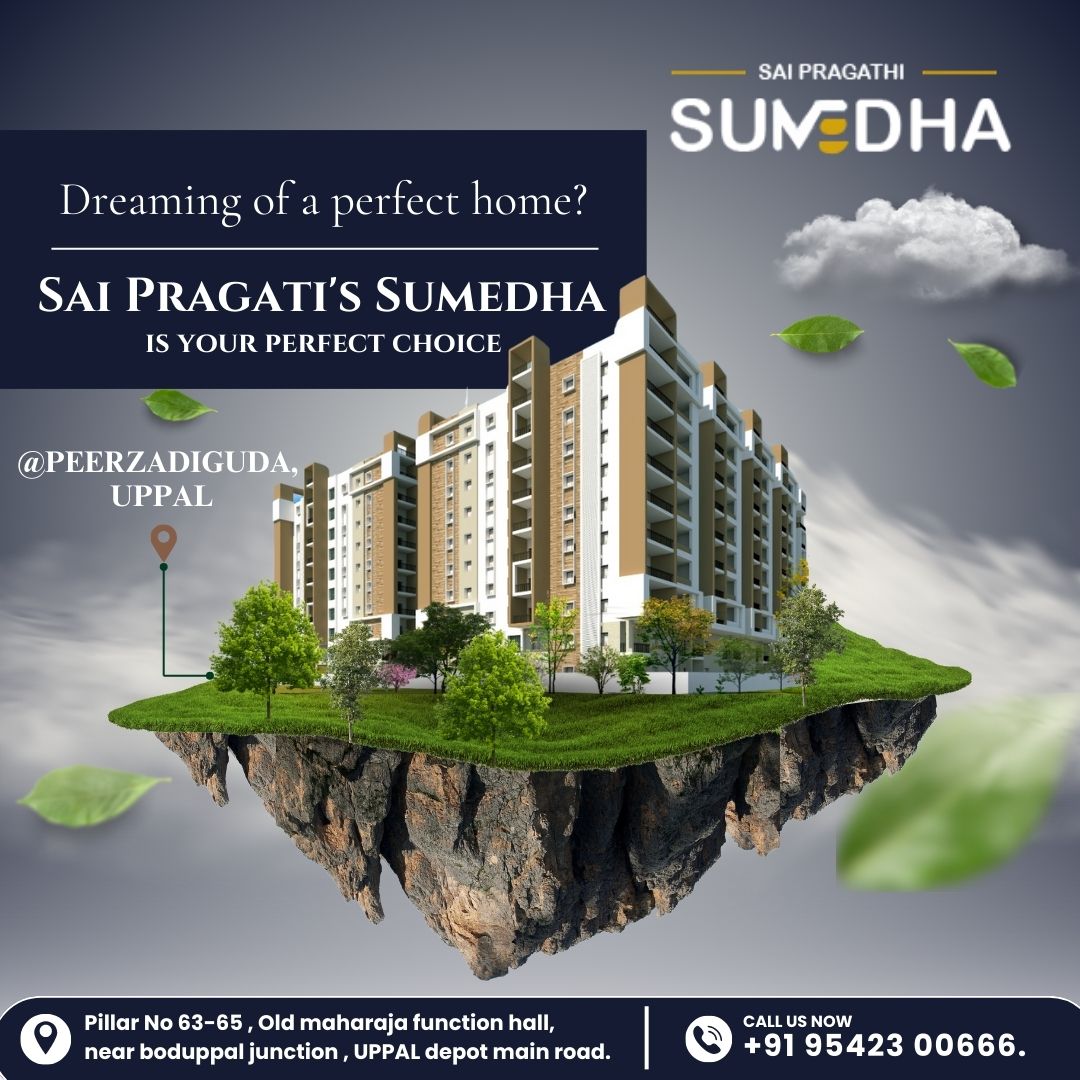 SAI PRAGATHI
SUMEDHA
Dreaming of a perfect home?
SAI PRAGATI'S SUMEDHA
IS YOUR PERFECT CHOICE
@PEERZADIGUDA,
UPPAL
Pillar No 63-65 , Old maharaja function hall,
near boduppal junction , UPPAL depot main road.
CALL US NOW
+91 95423 00666.